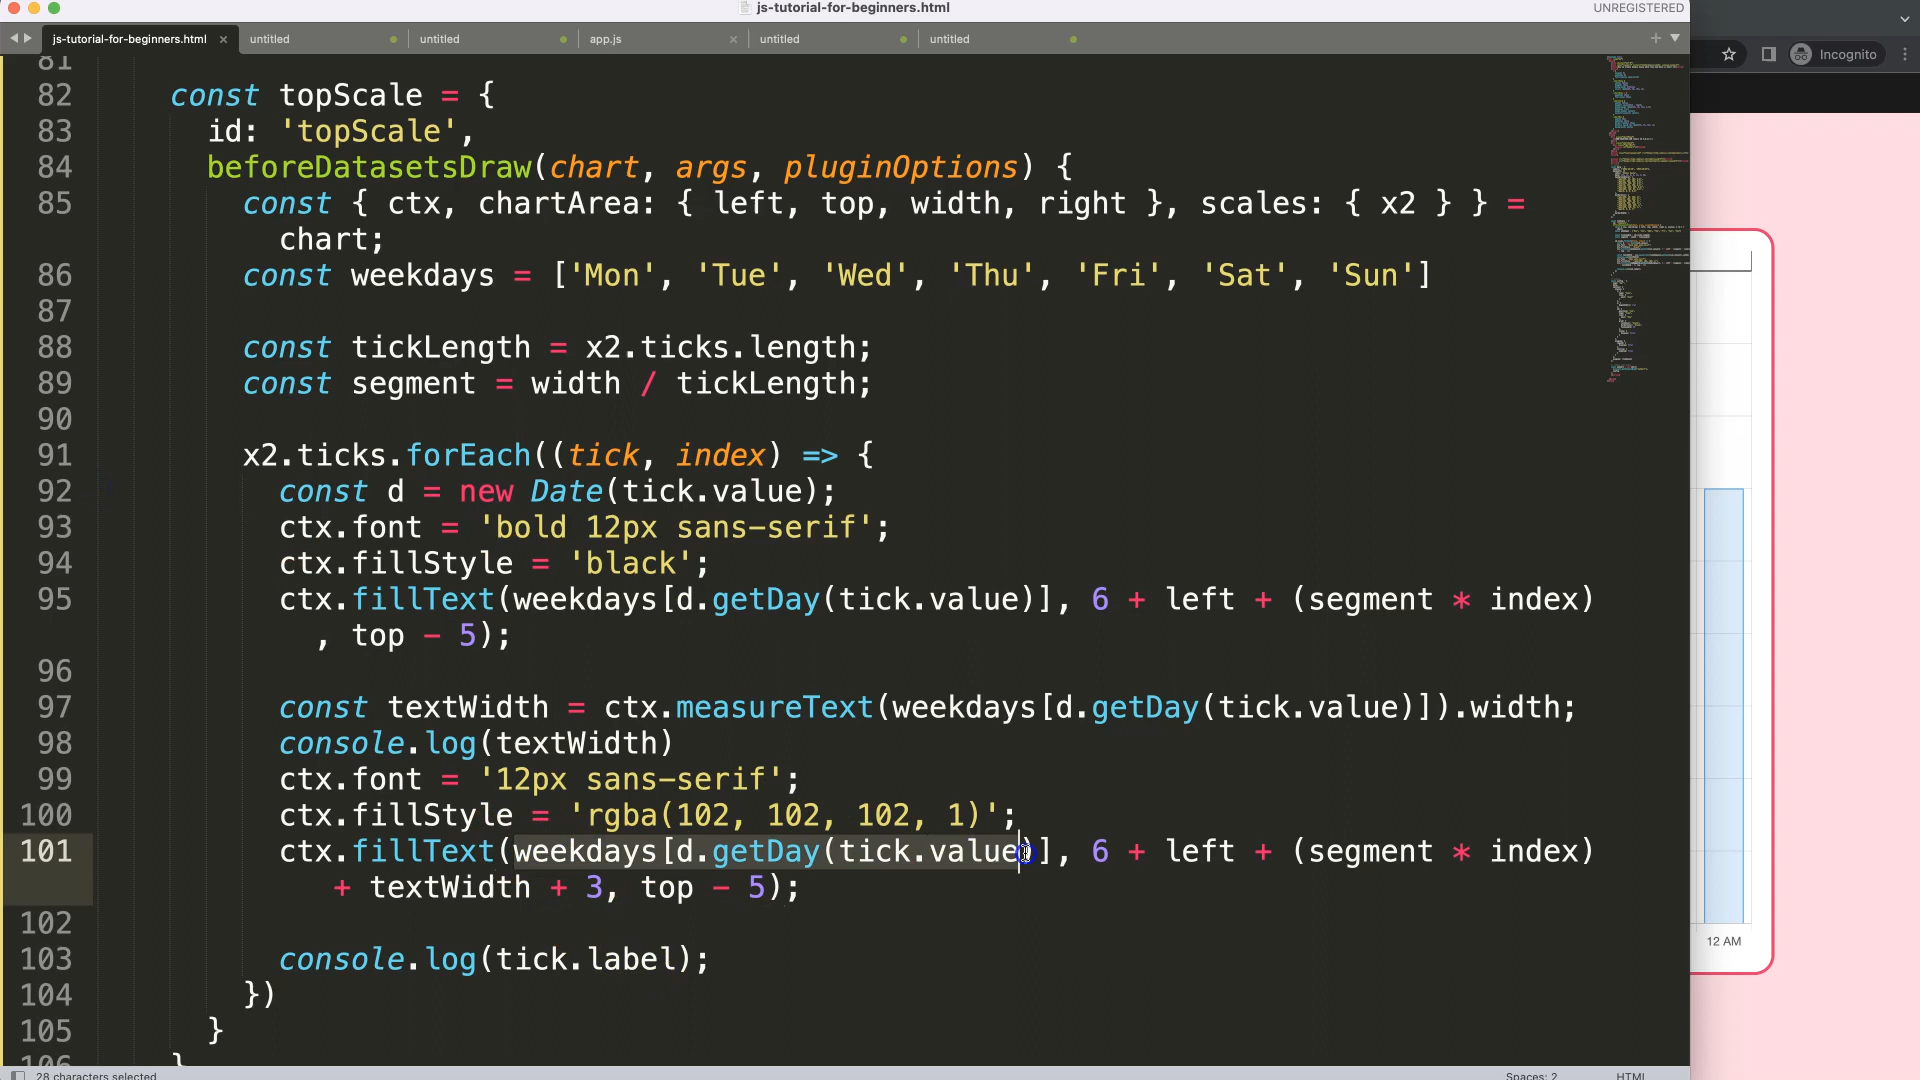 js-tutorial-for-beginners.html
UNREGISTERED
js-tutorial-for-beginners.html × untitled untitled app.js × untitled untitled
Incognito
81
82 const topScale = {
83 id: 'topScale',
84 beforeDatasetsDraw(chart, args, pluginOptions) {
85 const { ctx, chartArea: { left, top, width, right }, scales: { x2 } } =
chart;
86 const weekdays = ['Mon', 'Tue', 'Wed', 'Thu', 'Fri', 'Sat', 'Sun']
87
88 const tickLength = x2.ticks.length;
89 const segment = width / tickLength;
90
91 x2.ticks.forEach((tick, index) => {
92 const d = new Date(tick.value);
93 ctx.font = 'bold 12px sans-serif';
94 ctx.fillStyle = 'black';
95 ctx.fillText(weekdays[d.getDay(tick.value)], 6 + left + (segment * index)
, top - 5);
96
97 const textWidth = ctx.measureText(weekdays[d.getDay(tick.value)]).width;
98 console.log(textWidth)
99 ctx.font = '12px sans-serif';
100 ctx.fillStyle = 'rgba(102, 102, 102, 1)';
101 ctx.fillText(weekdays[d.getDay(tick.value)], 6 + left + (segment * index)
+ textWidth + 3, top - 5);
102
103 console.log(tick.label);
104 })
105 }
106 }
12 AM
28 characters selected
Spaces: 2
HTML